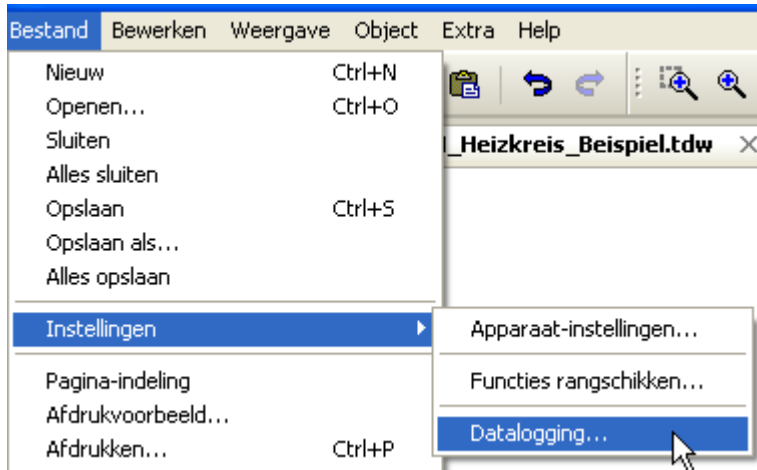 Bestand Bewerken Weergave Object Extra Help
Nieuw Ctrl+N
Openen... Ctrl+O
Sluiten
_Heizkreis_Beispiel.tdw
Alles sluiten
Opslaan Ctrl+S
Opslaan als...
Alles opslaan
Instellingen
Apparaat-instellingen...
Functies rangschikken...
Datalogging...
Pagina-indeling
Afdrukvoorbeeld...
Afdrukken... Ctrl+P